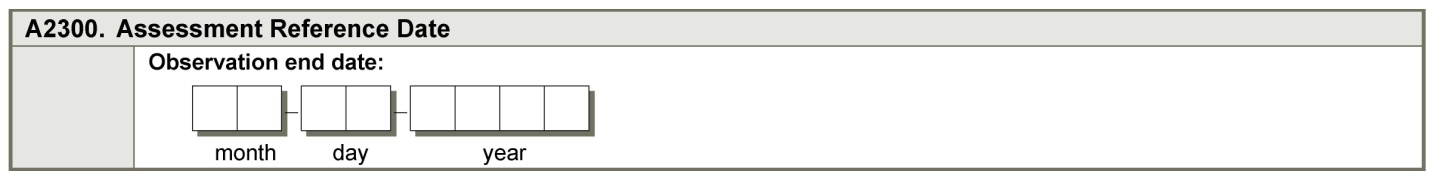 A2300. Assessment Reference Date
Observation end date:
month day year